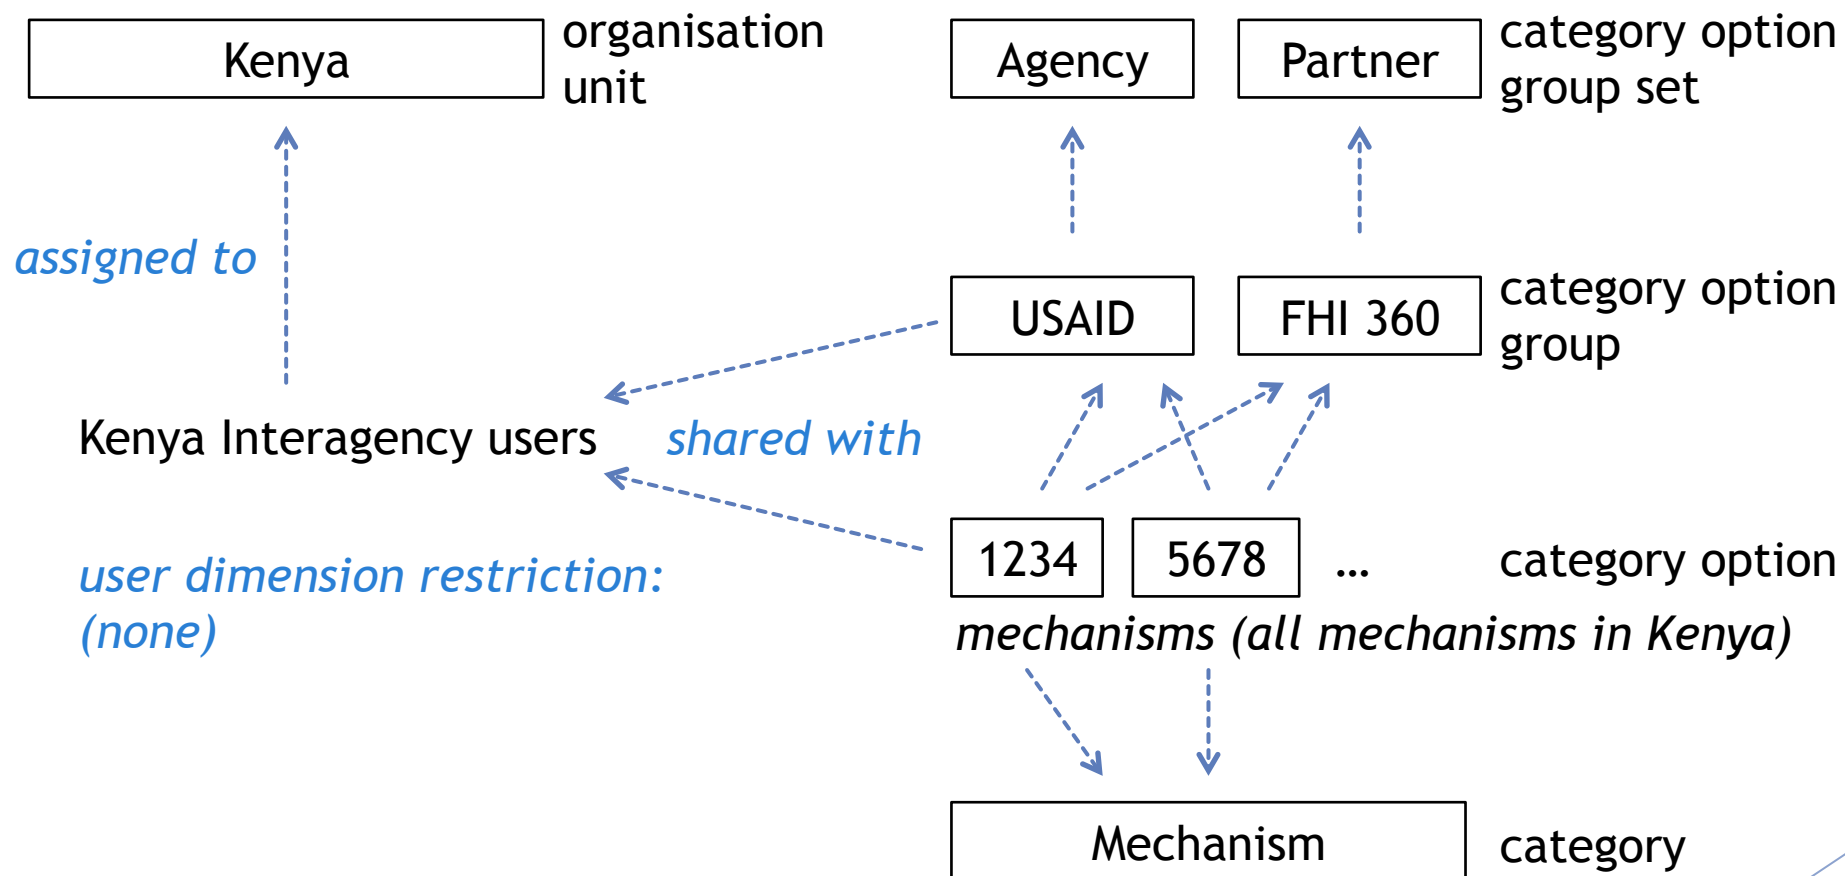 Kenya
organisation
unit
Agency
Partner
category option
group set
assigned to
USAID
FHI 360
category option
group
Kenya Interagency users
shared with
1234
5678
...
category option
user dimension restriction:
(none)
mechanisms (all mechanisms in Kenya)
Mechanism
category